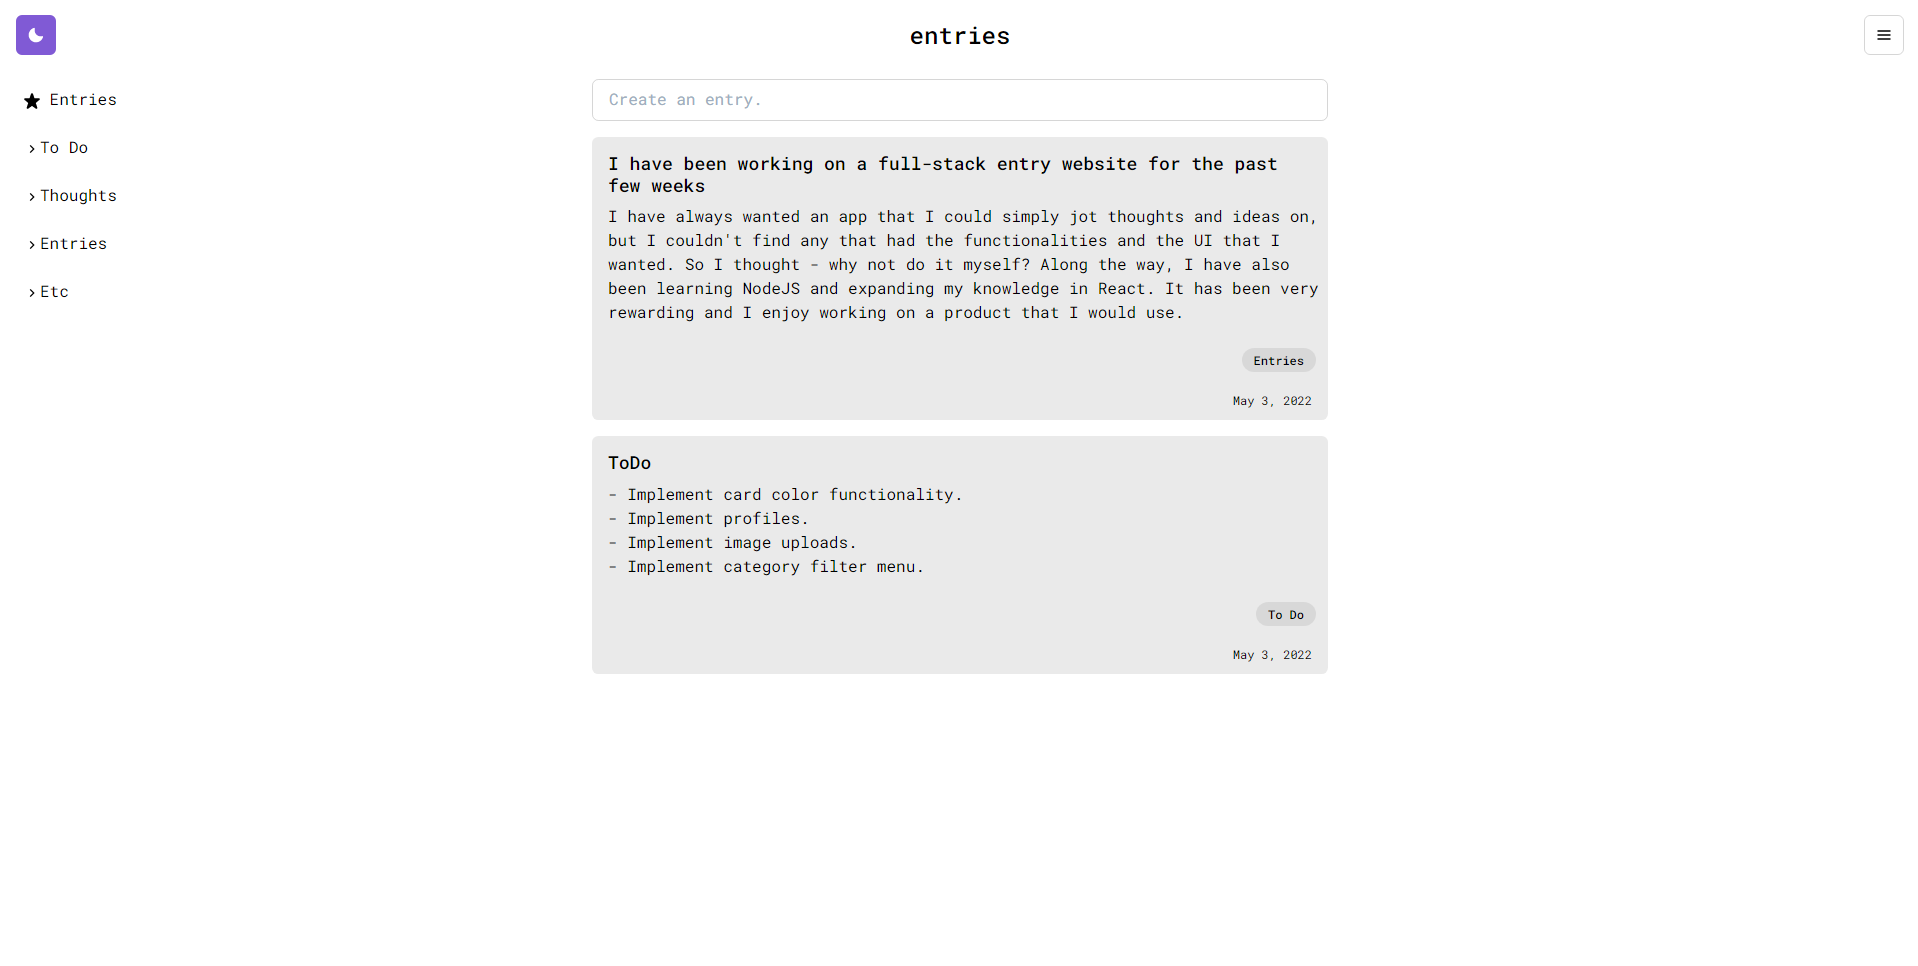 entries
Entries
To Do
Thoughts
Entries
Etc
Create an entry.
I have been working on a full-stack entry website for the past
few weeks
I have always wanted an app that I could simply jot thoughts and ideas on,
but I couldn't find any that had the functionalities and the UI that I
wanted. So I thought - why not do it myself? Along the way, I have also
been learning NodeJS and expanding my knowledge in React. It has been very
rewarding and I enjoy working on a product that I would use.
Entries
May 3, 2022
ToDo
- Implement card color functionality.
- Implement profiles.
- Implement image uploads.
- Implement category filter menu.
To Do
May 3, 2022